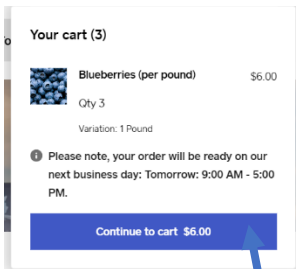 Your cart (3)
Blueberries (per pound) $6.00
Qty 3
Variation: 1 Pound
Please note, your order will be ready on our
next business day: Tomorrow: 9:00 AM - 5:00
PM.
Continue to cart $6.00